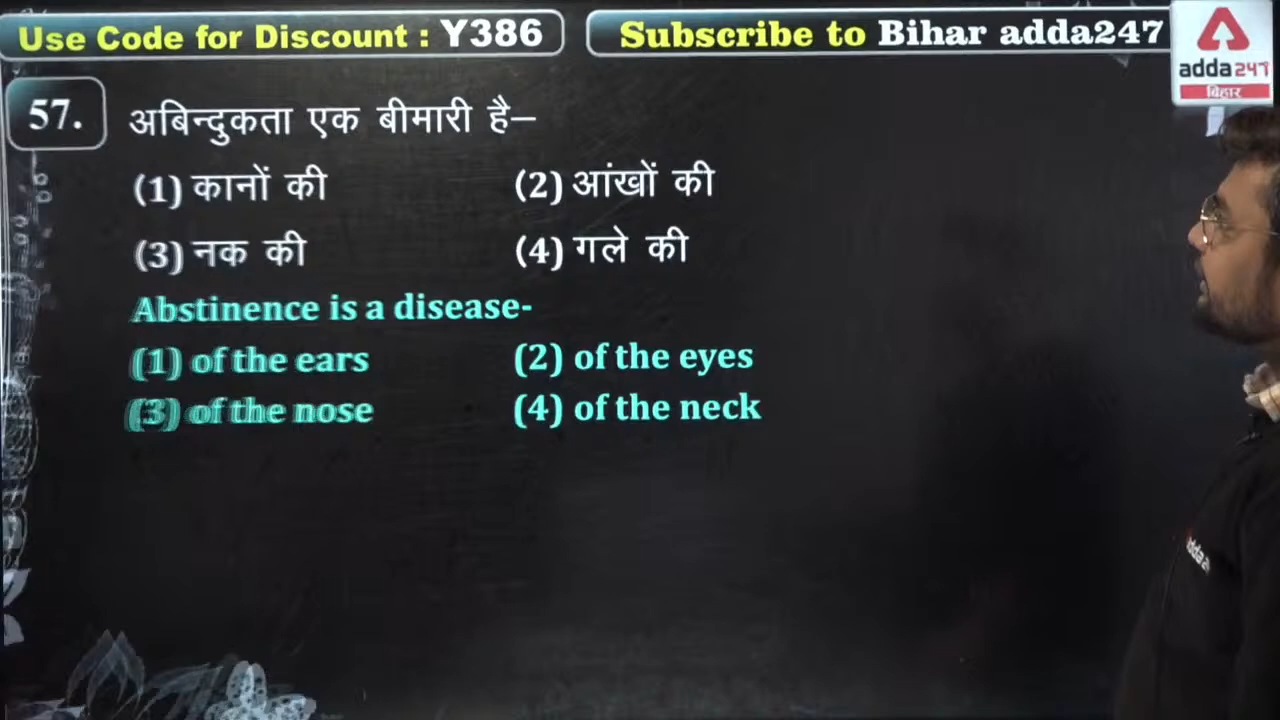 Use Code for Discount : Y386
Subscribe to Bihar adda247
adda247
बिहार
57. अबिन्दुकता एक बीमारी है–
(1) कानों की (2) आंखों की
(3) नक की (4) गले की
Abstinence is a disease-
(1) of the ears (2) of the eyes
(3) of the nose (4) of the neck